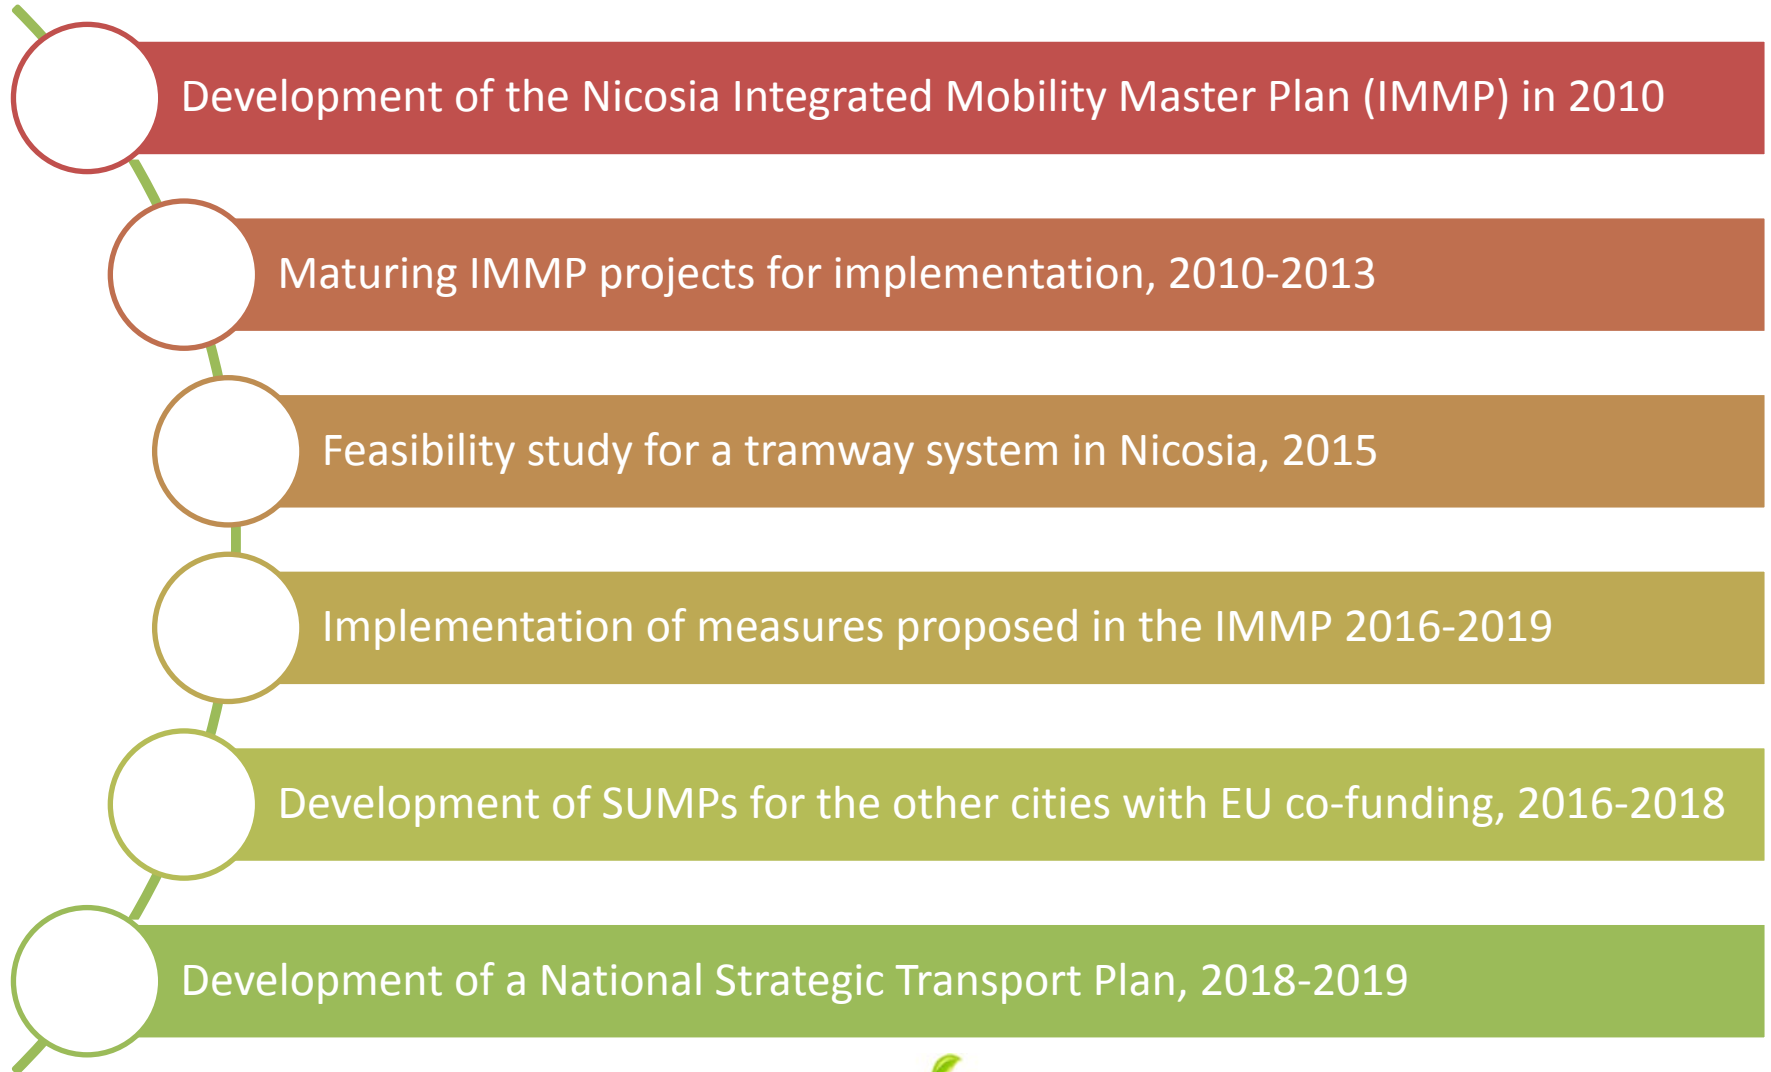 Development of the Nicosia Integrated Mobility Master Plan (IMMP) in 2010
Maturing IMMP projects for implementation, 2010-2013
Feasibility study for a tramway system in Nicosia, 2015
Implementation of measures proposed in the IMMP 2016-2019
Development of SUMPs for the other cities with EU co-funding, 2016-2018
Development of a National Strategic Transport Plan, 2018-2019